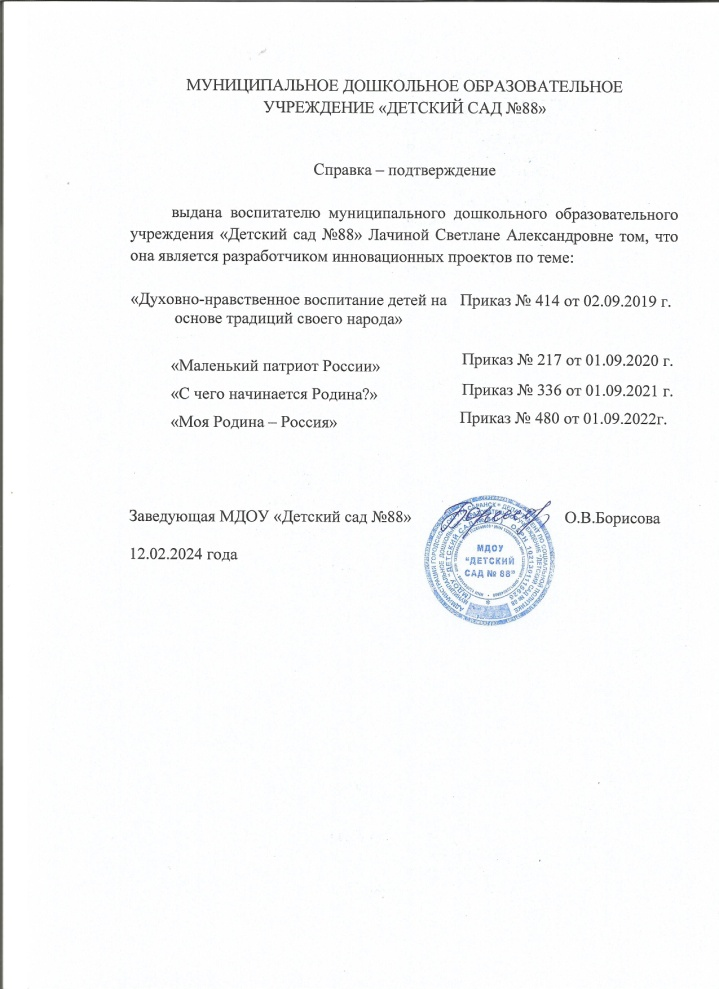 МУНИЦИПАЛЬНОЕ ДОШКОЛЬНОЕ ОБРАЗОВАТЕЛЬНОЕ
УЧРЕЖДЕНИЕ «ДЕТСКИЙ САД №88»
Справка – подтверждение
выдана воспитателю муниципального дошкольного образовательного
учреждения «Детский сад №88» Лачиной Светлане Александровне том, что
она является разработчиком инновационных проектов по теме:
«Духовно-нравственное воспитание детей на Приказ № 414 от 02.09.2019 г.
основе традиций своего народа»
«Маленький патриот России» Приказ № 217 от 01.09.2020 г.
«С чего начинается Родина?» Приказ № 336 от 01.09.2021 г.
«Моя Родина – Россия» Приказ № 480 от 01.09.2022г.
Заведующая МДОУ «Детский сад №88» О.В.Борисова
12.02.2024 года
МДОУ
"ДЕТСКИЙ
САД № 88"